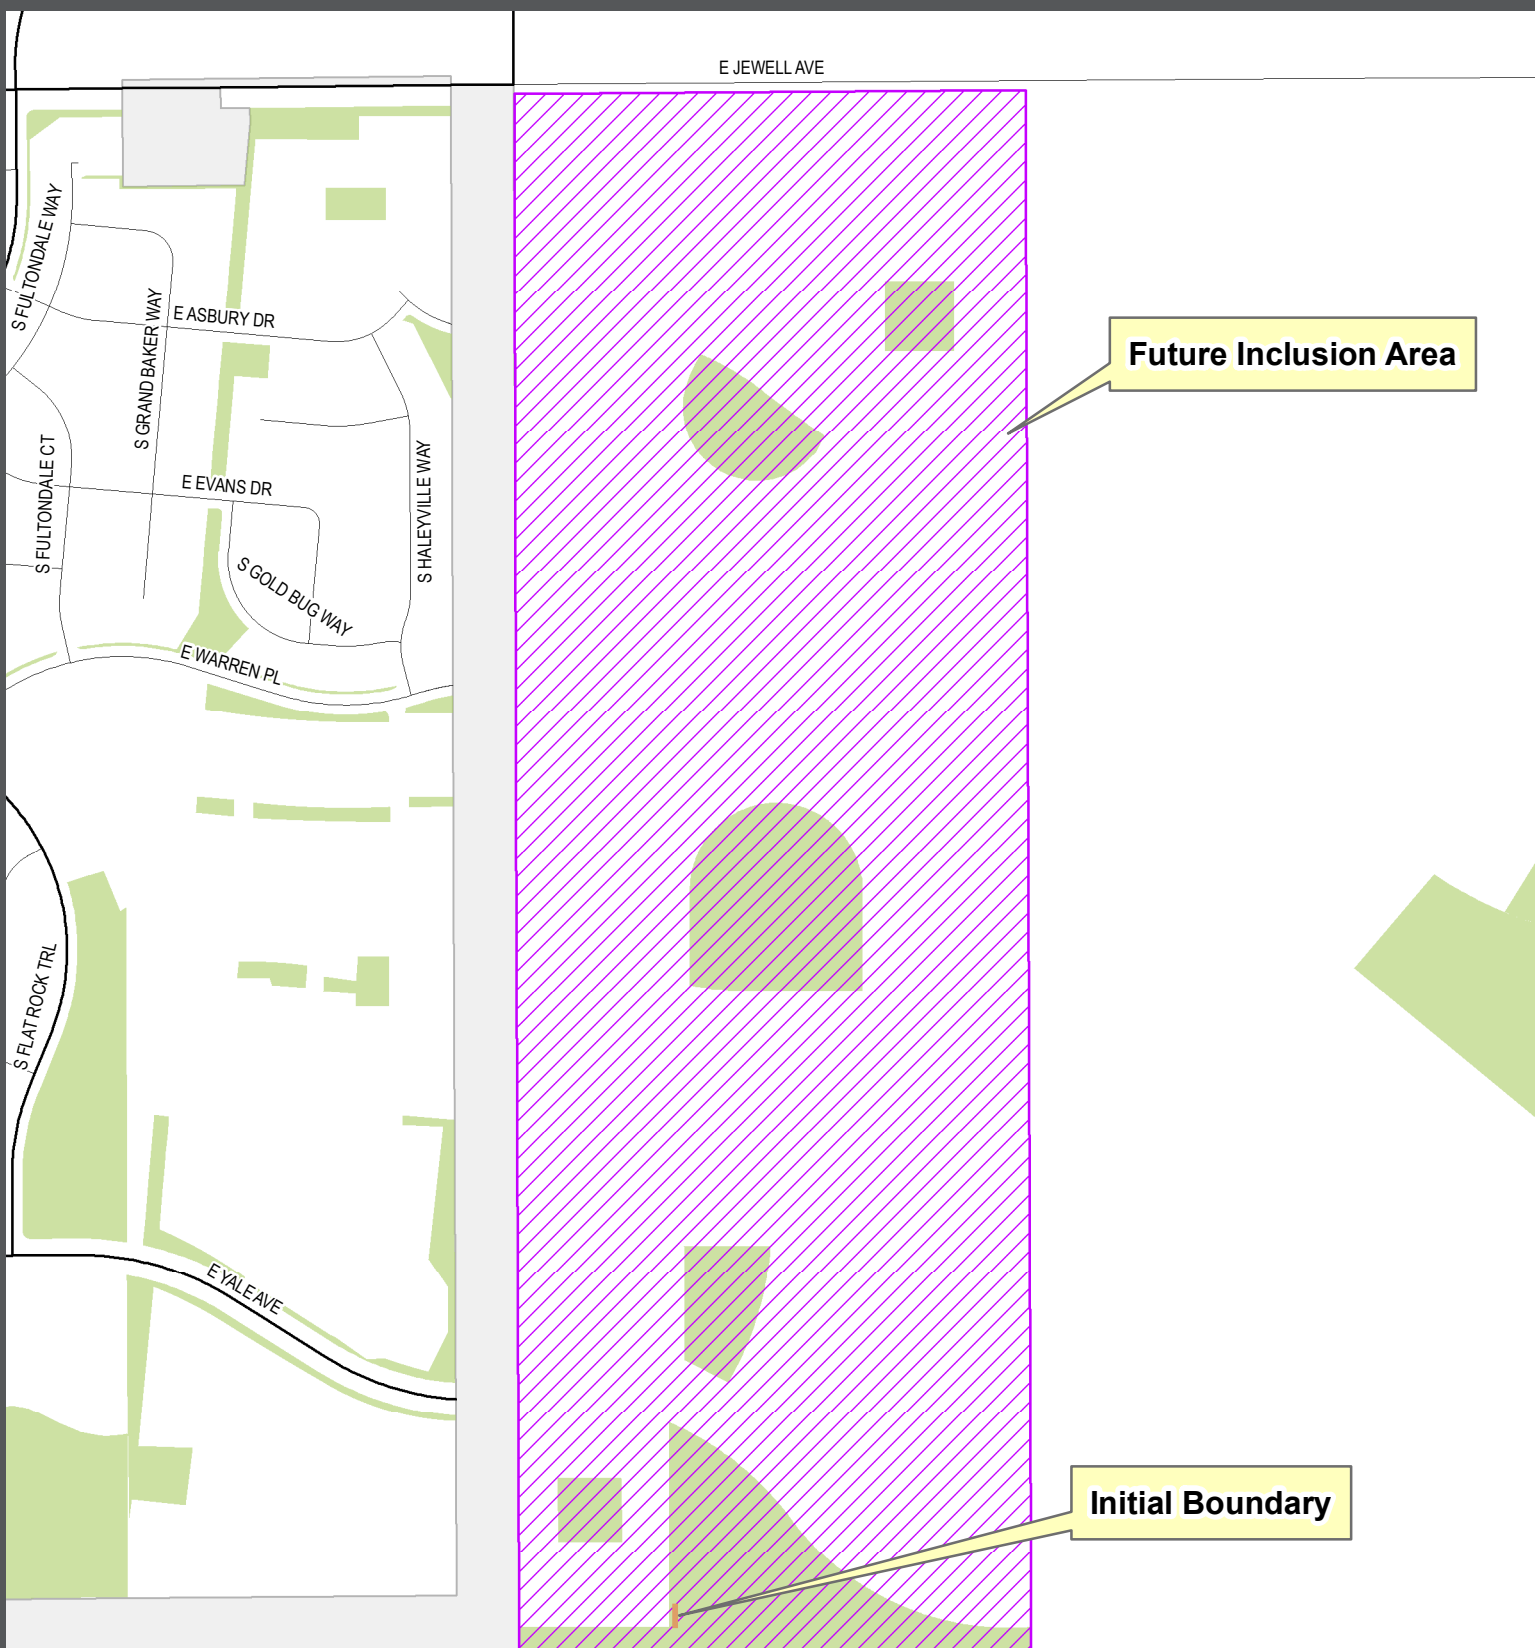 E JEWELL AVE
S FULTONDALE WAY
E ASBURY DR
S GRAND BAKER WAY
Future Inclusion Area
S FULTONDALE CT
E EVANS DR
S HALEYVILLE WAY
S GOLD BUG WAY
E WARREN PL
S FLAT ROCK TRL
E YALE AVE
Initial Boundary